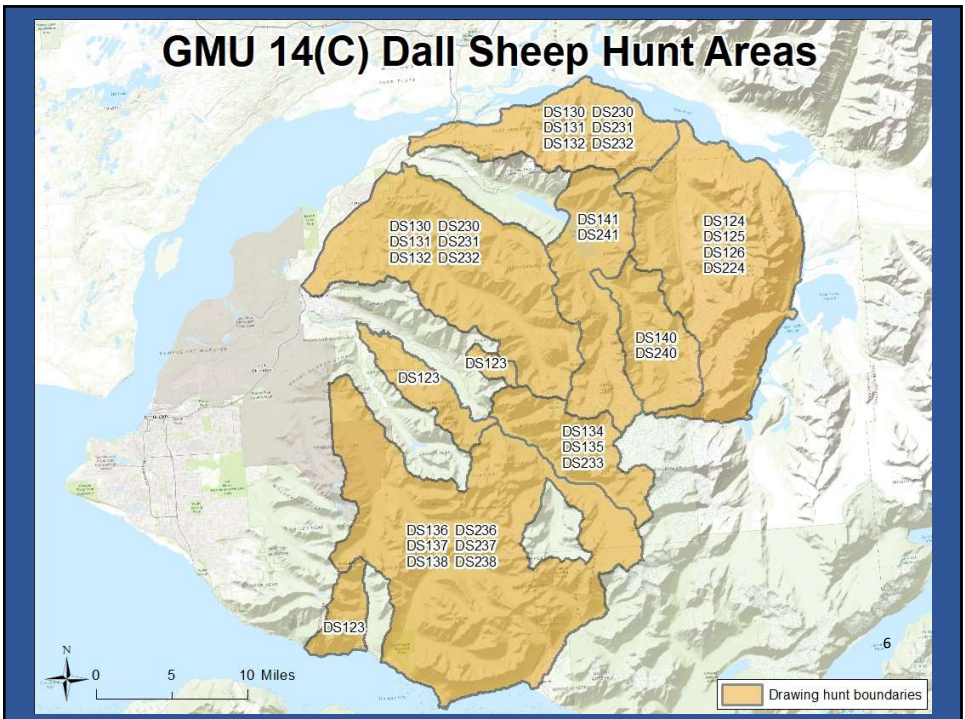 GMU 14(C) Dall Sheep Hunt Areas
DS130 DS230
DS131 DS231
DS132 DS232
DS130 DS230
DS131 DS231
DS132 DS232
DS141
DS241
DS124
DS125
DS126
DS224
DS140
DS240
DS123
DS123
DS134
DS135
DS233
DS136 DS236
DS137 DS237
DS138 DS238
DS123
6
N
0 5 10 Miles
Drawing hunt boundaries